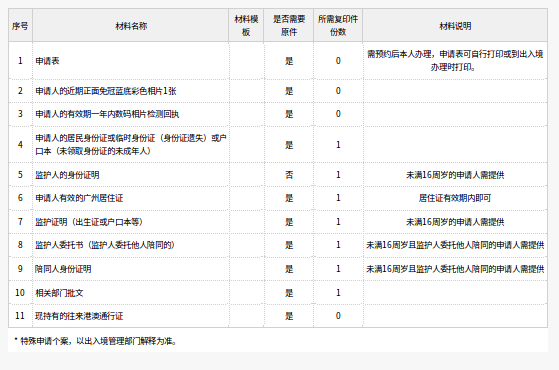 序号 材料名称 材料模板 是否需要原件 所需复印件份数 材料说明
1 申请表 是 0 需预约后本人办理，申请表可自行打印或到出入境办理时打印。
2 申请人的近期正面免冠蓝底彩色相片1张 是 0
3 申请人的有效期一年内数码相片检测回执 是 0
4 申请人的居民身份证或临时身份证（身份证遗失）或户口本（未领取身份证的未成年人） 是 1
5 监护人的身份证明 否 1 未满16周岁的申请人需提供
6 申请人有效的广州居住证 是 1 居住证有效期内即可
7 监护证明（出生证或户口本等） 是 1 未满16周岁的申请人需提供
8 监护人委托书（监护人委托他人陪同的） 是 1 未满16周岁且监护人委托他人陪同的申请人需提供
9 陪同人身份证明 是 1 未满16周岁且监护人委托他人陪同的申请人需提供
10 相关部门批文 是 1
11 现持有的往来港澳通行证 是 0
* 特殊申请个案，以出入境管理部门解释为准。